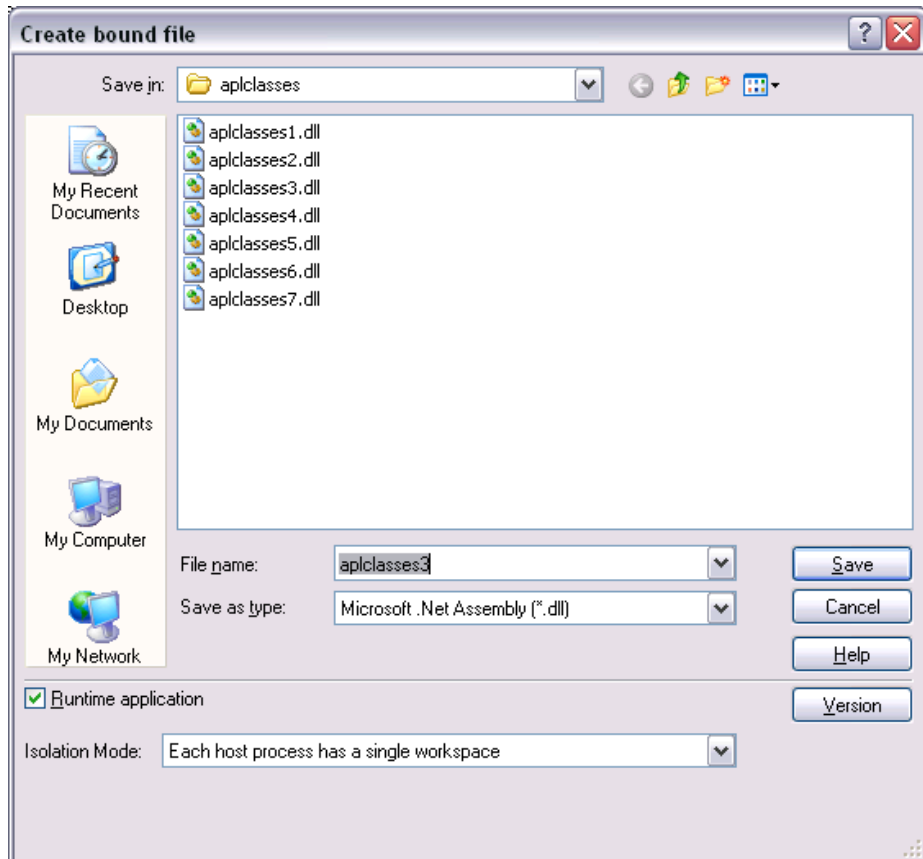 Create bound file
Save in: aplclasses
aplclasses1.dll
aplclasses2.dll
aplclasses3.dll
aplclasses4.dll
aplclasses5.dll
aplclasses6.dll
aplclasses7.dll
My Recent
Documents
Desktop
My Documents
My Computer
My Network
File name: aplclasses3 Save
Save as type: Microsoft .Net Assembly (*.dll) Cancel
Help
Runtime application Version
Isolation Mode: Each host process has a single workspace